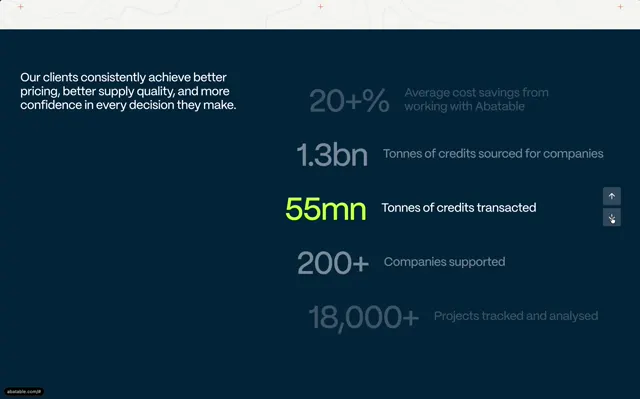 Our clients consistently achieve better
pricing, better supply quality, and more
confidence in every decision they make.
20+%
Average cost savings from
working with Abatable
1.3bn
Tonnes of credits sourced for companies
55mn
Tonnes of credits transacted
200+
Companies supported
18,000+
Projects tracked and analysed
abatable.com/#